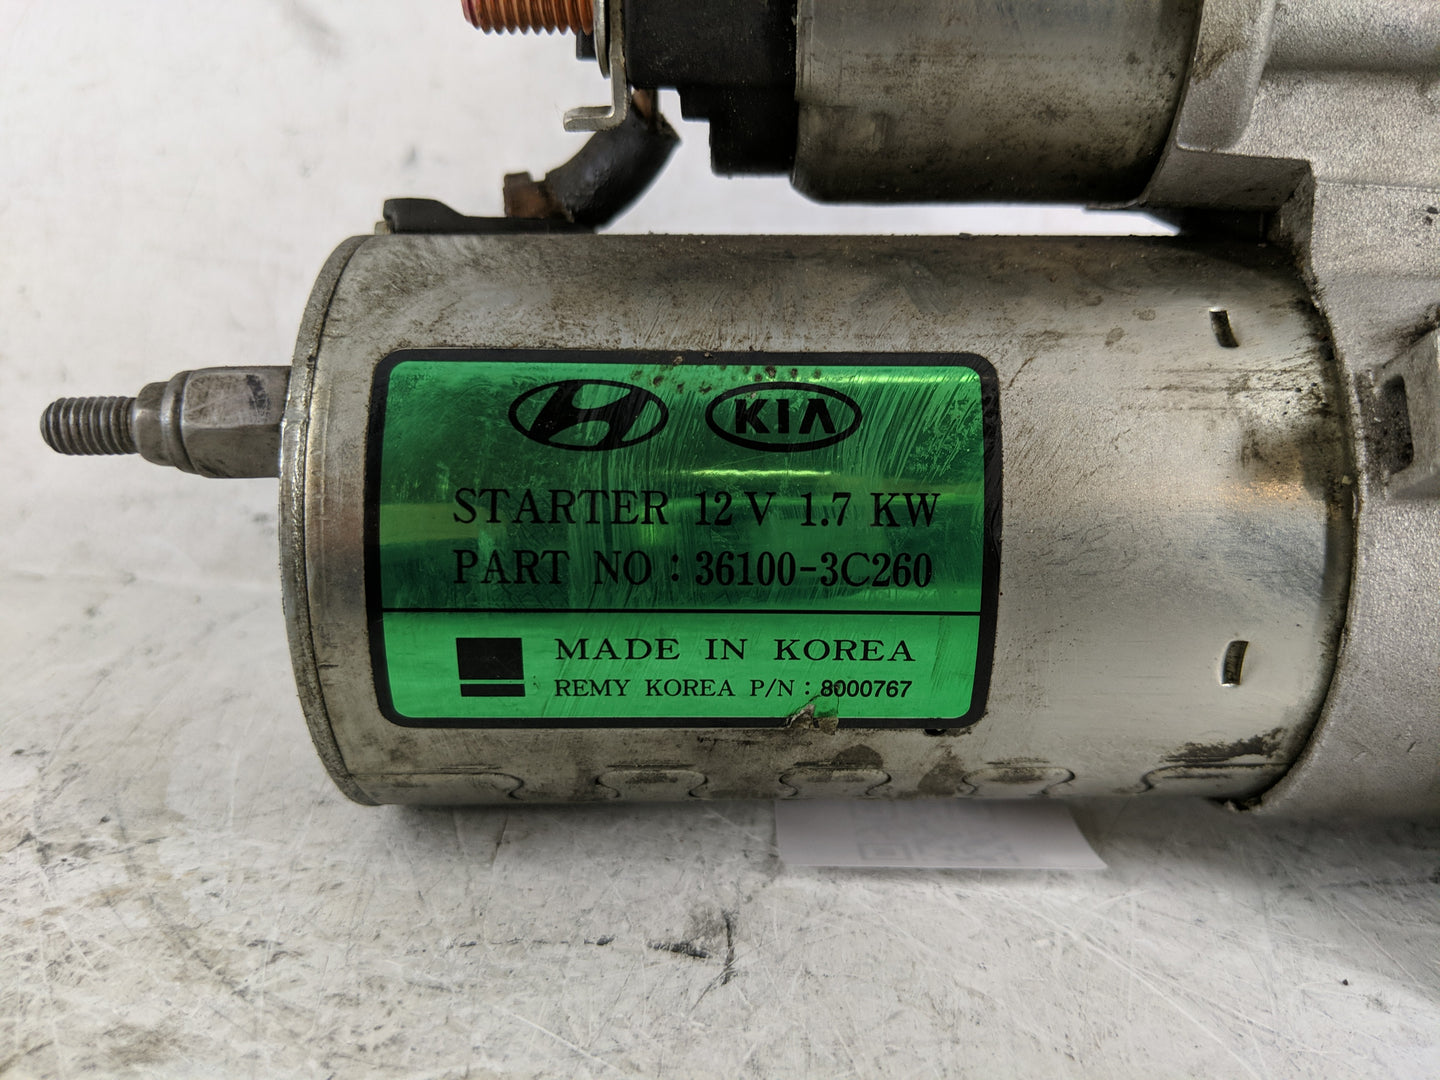 KIA
STARTER 12 V 1.7 KW
PART NO : 36100-3C260
MADE IN KOREA
REMY KOREA P/N : 8000767